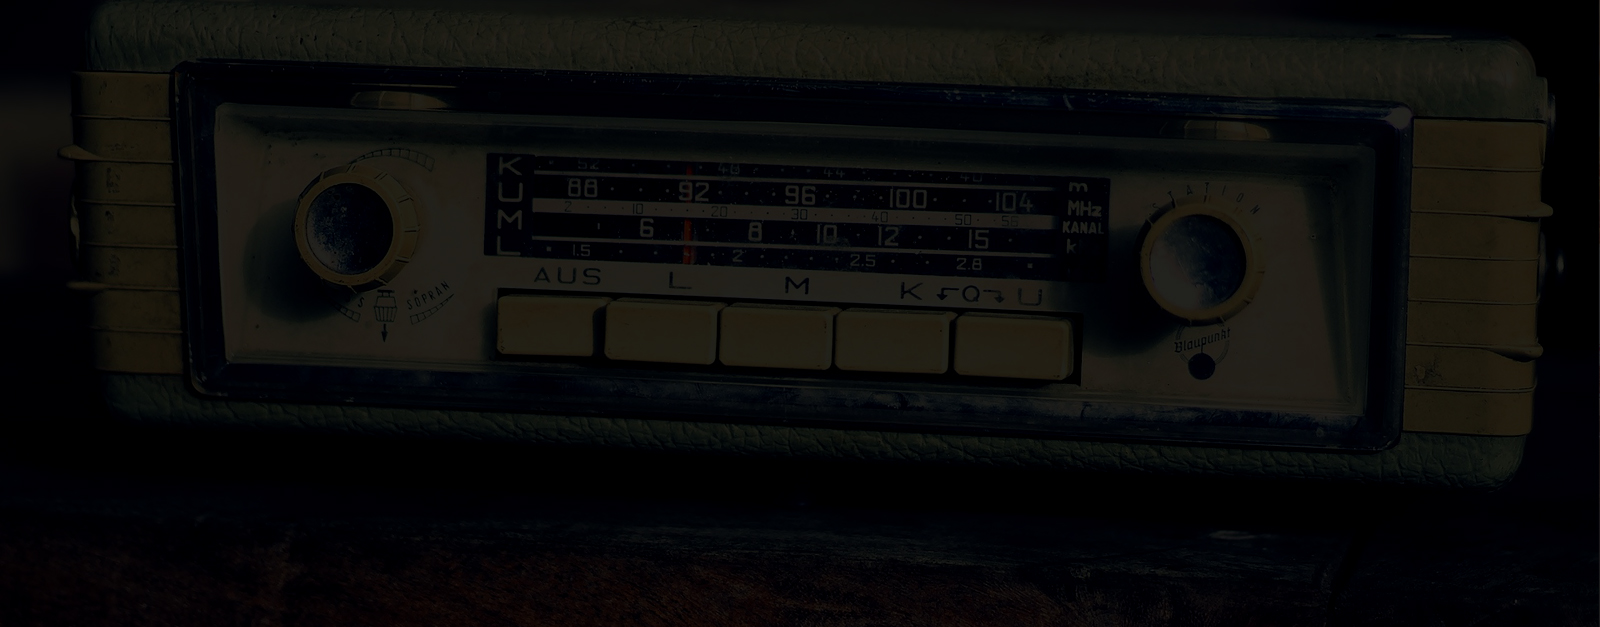 K 52 48 44 40 m
U 88 92 96 100 104 MHz
2 10 20 30 40 50 55 KANAL
M 6 8 10 12 15 k
L 1.5 2 2.5 2.8
AUS L M K Q U
SOPRAN
STATION
Blaupunkt